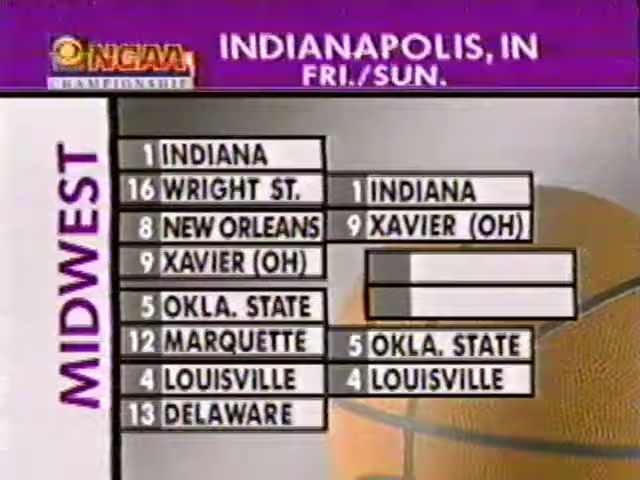 NCAA
CHAMPIONSHIP
INDIANAPOLIS, IN
FRI./SUN.
MIDWEST
1 INDIANA
16 WRIGHT ST.
8 NEW ORLEANS
9 XAVIER (OH)
5 OKLA. STATE
12 MARQUETTE
4 LOUISVILLE
13 DELAWARE
1 INDIANA
9 XAVIER (OH)
5 OKLA. STATE
4 LOUISVILLE